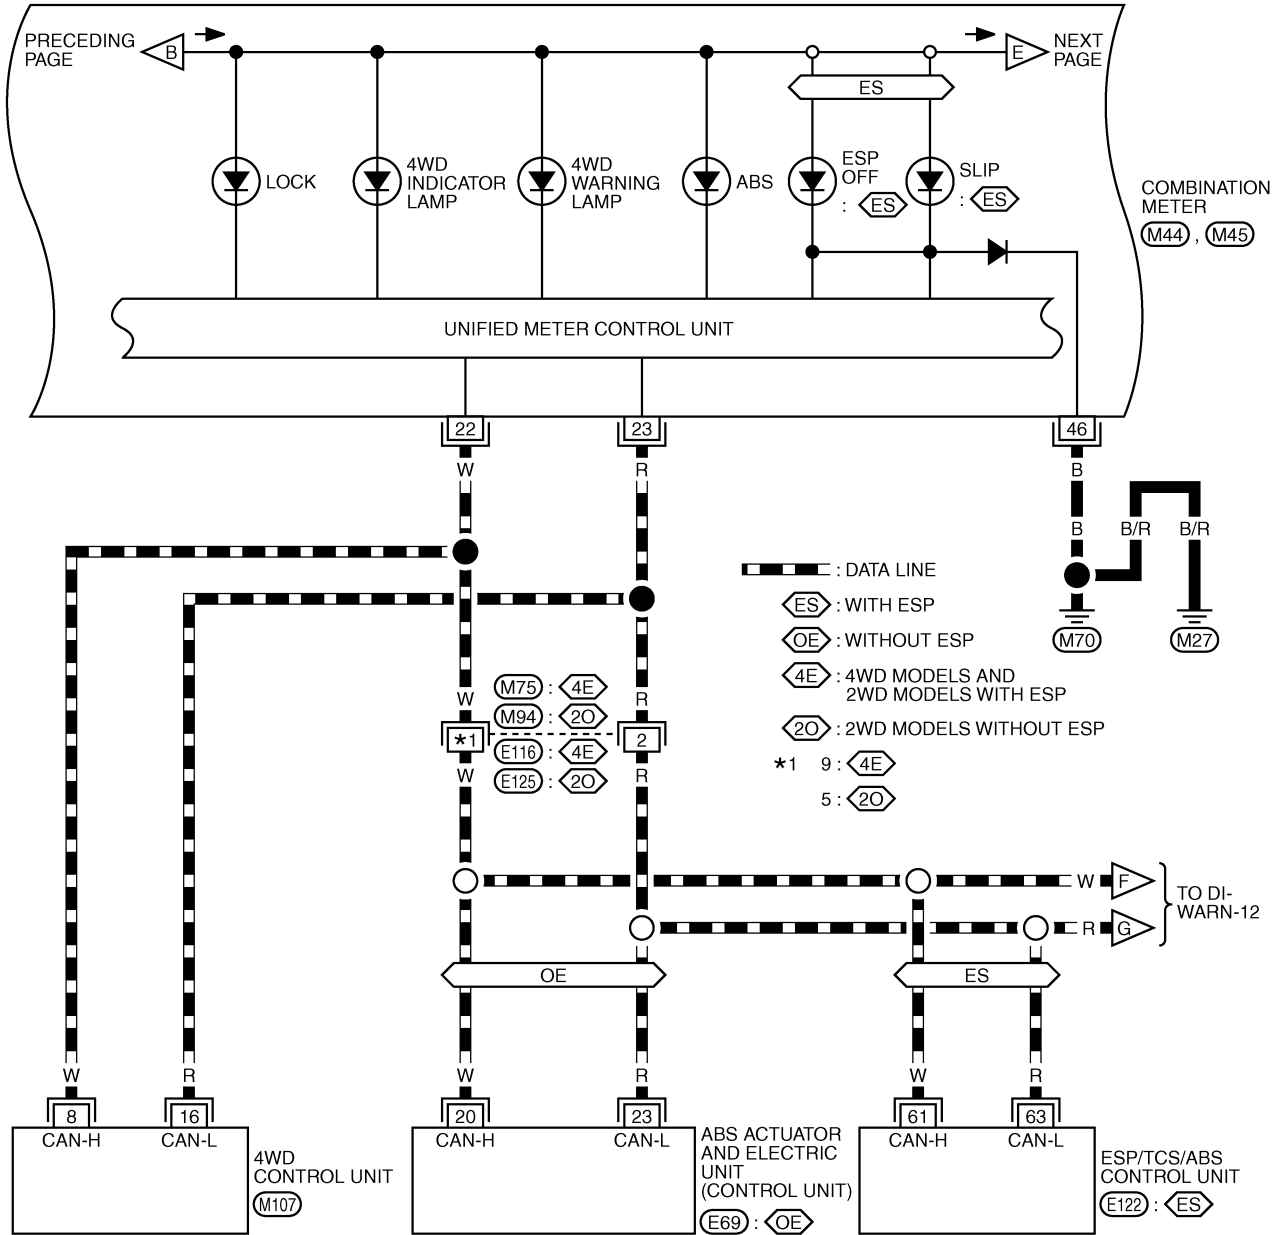 PRECEDING
PAGE
B
ES
E
NEXT
PAGE
LOCK
4WD
INDICATOR
LAMP
4WD
WARNING
LAMP
ABS
ESP
OFF
: ES
SLIP
: ES
COMBINATION
METER
M44 , M45
UNIFIED METER CONTROL UNIT
22
23
46
W
R
B
B
B/R
B/R
M70
M27
: DATA LINE
ES : WITH ESP
OE : WITHOUT ESP
4E : 4WD MODELS AND
2WD MODELS WITH ESP
2O : 2WD MODELS WITHOUT ESP
*1 9 : 4E
5 : 2O
W
R
M75 : 4E
M94 : 2O
*1
2
E116 : 4E
E125 : 2O
W
R
W
F
R
G
TO DI-
WARN-12
OE
ES
W
R
W
R
W
R
8
16
20
23
61
63
CAN-H
CAN-L
CAN-H
CAN-L
CAN-H
CAN-L
4WD
CONTROL UNIT
M107
ABS ACTUATOR
AND ELECTRIC
UNIT
(CONTROL UNIT)
E69 : OE
ESP/TCS/ABS
CONTROL UNIT
E122 : ES